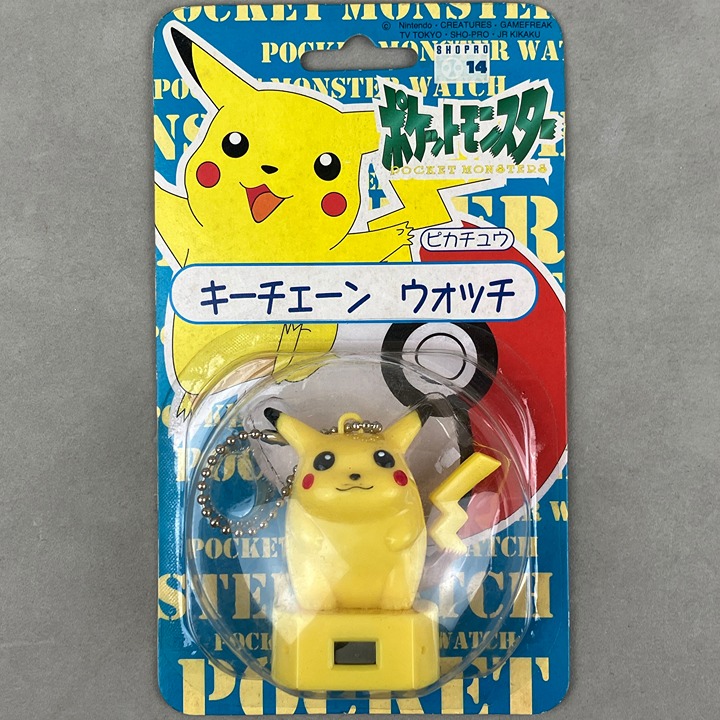 POCKET MONS
© Nintendo · CREATURES · GAMEFREAK
TV TOKYO · SHO-PRO · JR KIKAKU
SHOPRO
14
POCKET MONSTER WATCH
MONSTER WATCH
ポケットモンスター
POCKET MONSTERS
ピカチュウ
キーチェーン ウオッチ
POCKET MONSTER WATCH
POCKET MONSTER WATCH
POCKET